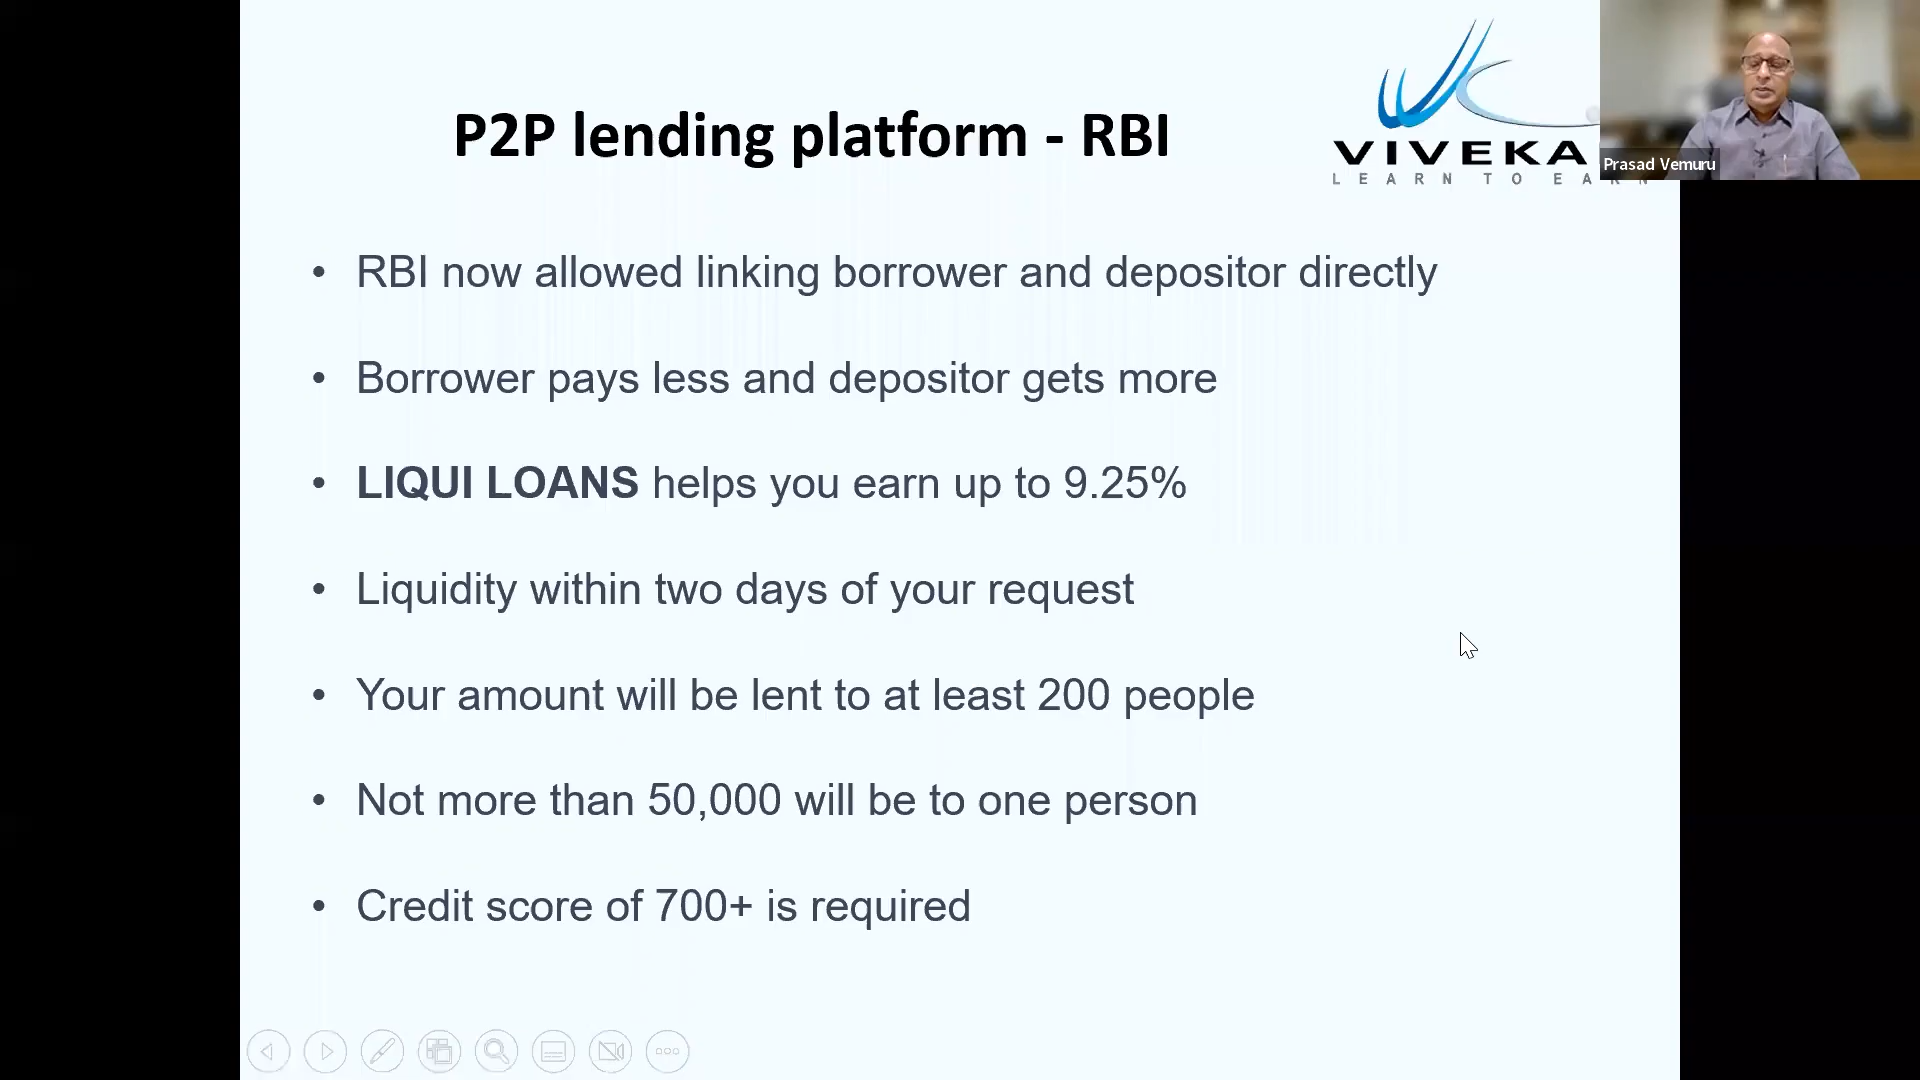 P2P lending platform - RBI
VIVEKA
LEARN TO EARN
Prasad Vemuru
• RBI now allowed linking borrower and depositor directly
• Borrower pays less and depositor gets more
• LIQUI LOANS helps you earn up to 9.25%
• Liquidity within two days of your request
• Your amount will be lent to at least 200 people
• Not more than 50,000 will be to one person
• Credit score of 700+ is required